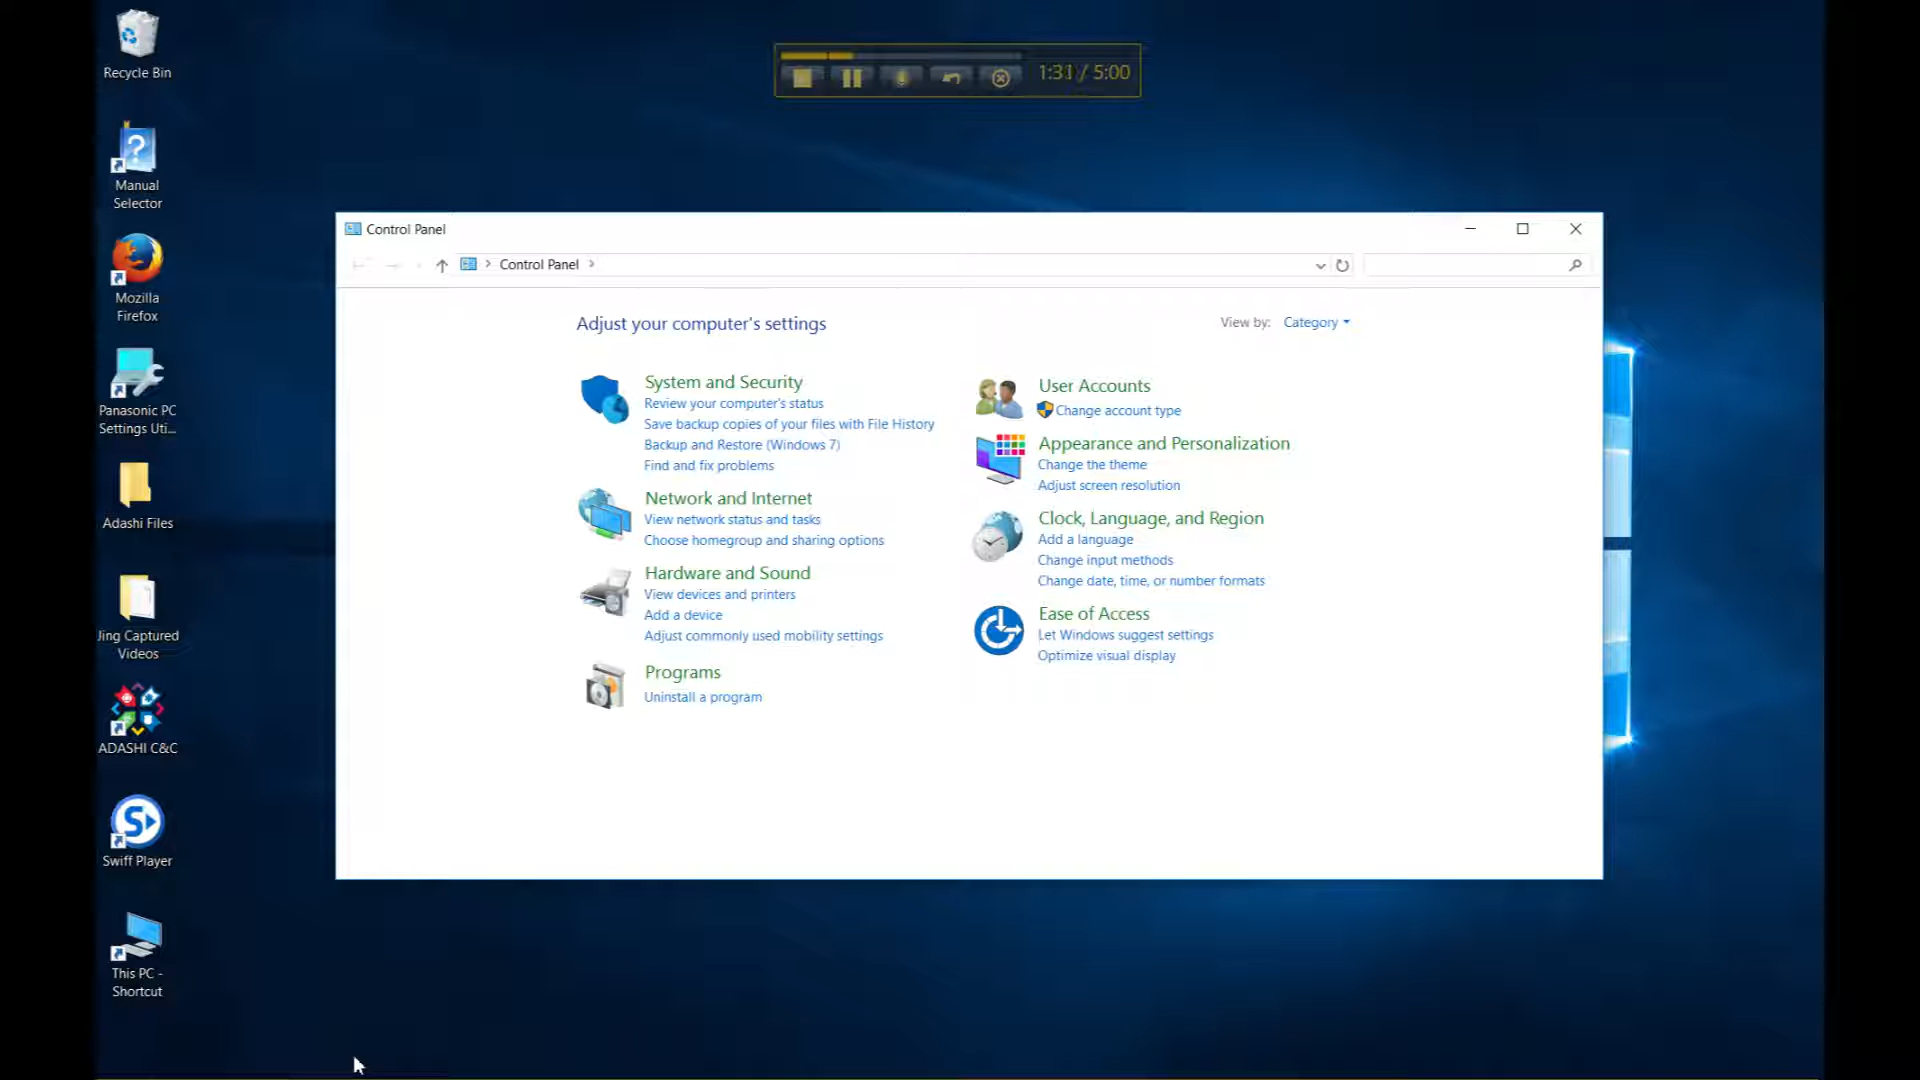 Recycle Bin
Manual
Selector
Mozilla
Firefox
Panasonic PC
Settings Uti...
Adashi Files
Jing Captured
Videos
ADASHI C&C
Swiff Player
This PC -
Shortcut
1:31 / 5:00
Control Panel
Control Panel
Adjust your computer's settings
View by: Category
System and Security
Review your computer's status
Save backup copies of your files with File History
Backup and Restore (Windows 7)
Find and fix problems
Network and Internet
View network status and tasks
Choose homegroup and sharing options
Hardware and Sound
View devices and printers
Add a device
Adjust commonly used mobility settings
Programs
Uninstall a program
User Accounts
Change account type
Appearance and Personalization
Change the theme
Adjust screen resolution
Clock, Language, and Region
Add a language
Change input methods
Change date, time, or number formats
Ease of Access
Let Windows suggest settings
Optimize visual display